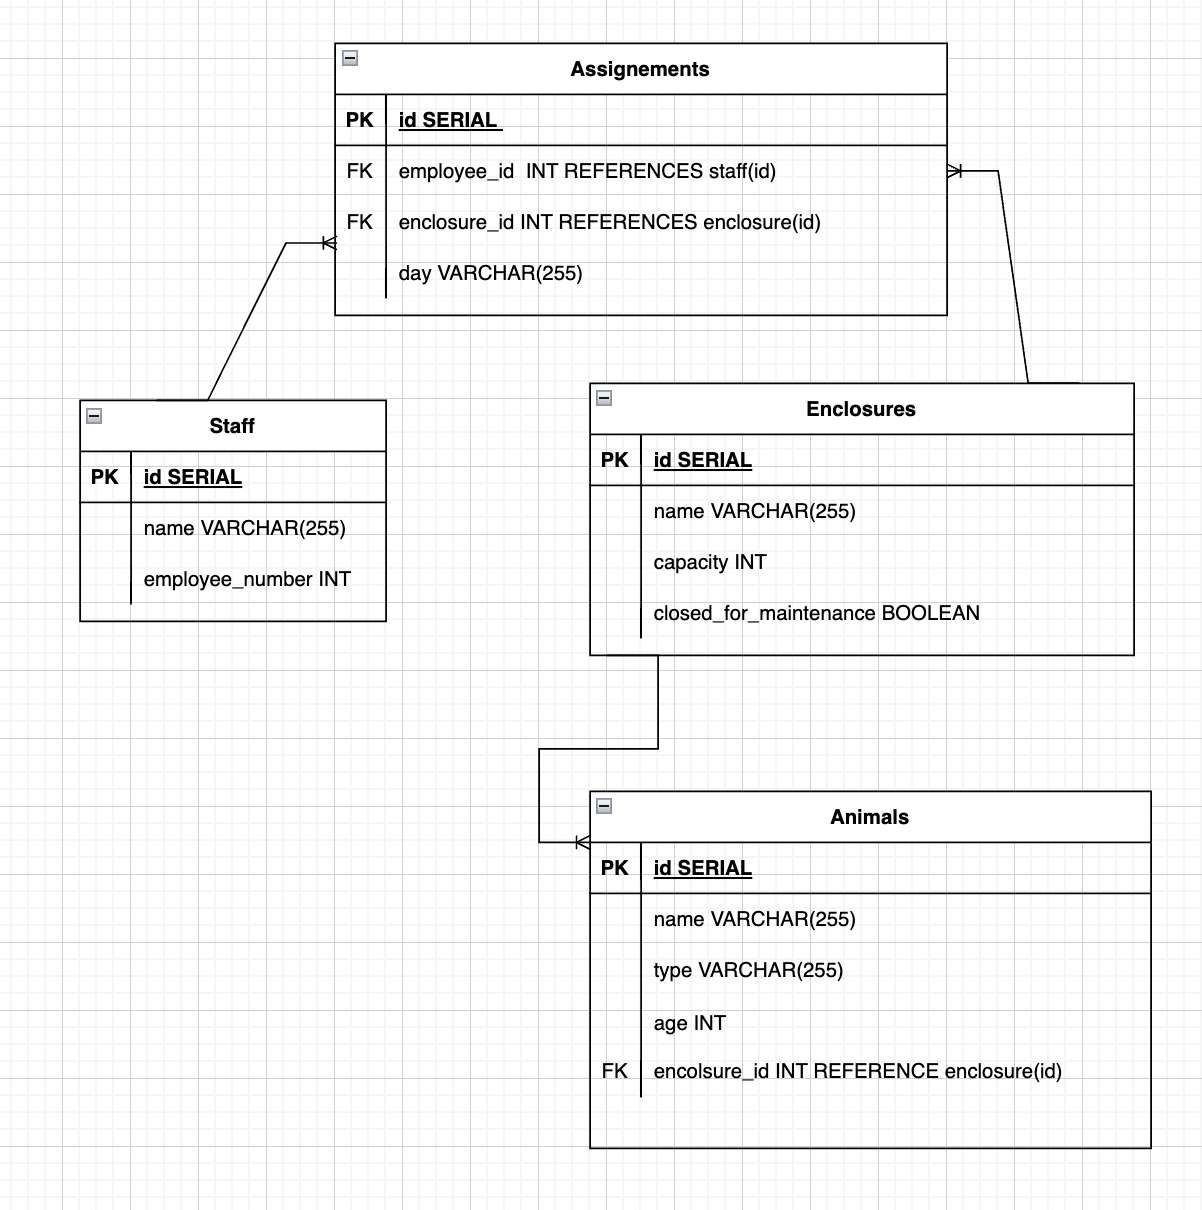 Assignements
PK id SERIAL
FK employee_id INT REFERENCES staff(id)
FK enclosure_id INT REFERENCES enclosure(id)
day VARCHAR(255)
Staff
PK id SERIAL
name VARCHAR(255)
employee_number INT
Enclosures
PK id SERIAL
name VARCHAR(255)
capacity INT
closed_for_maintenance BOOLEAN
Animals
PK id SERIAL
name VARCHAR(255)
type VARCHAR(255)
age INT
FK encolsure_id INT REFERENCE enclosure(id)